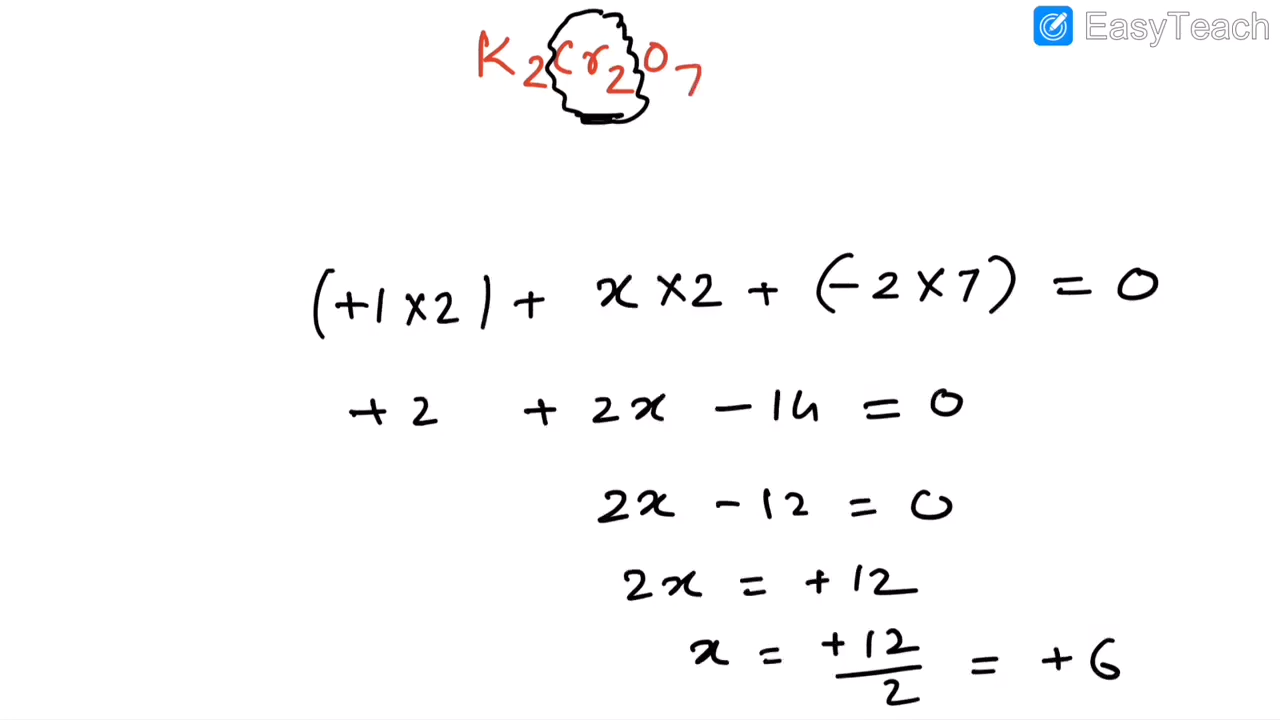 EasyTeach
K₂Cr₂O₇
(+1×2) + x×2 + (−2×7) = 0
+2 + 2x − 14 = 0
2x − 12 = 0
2x = +12
x = +12/2 = +6